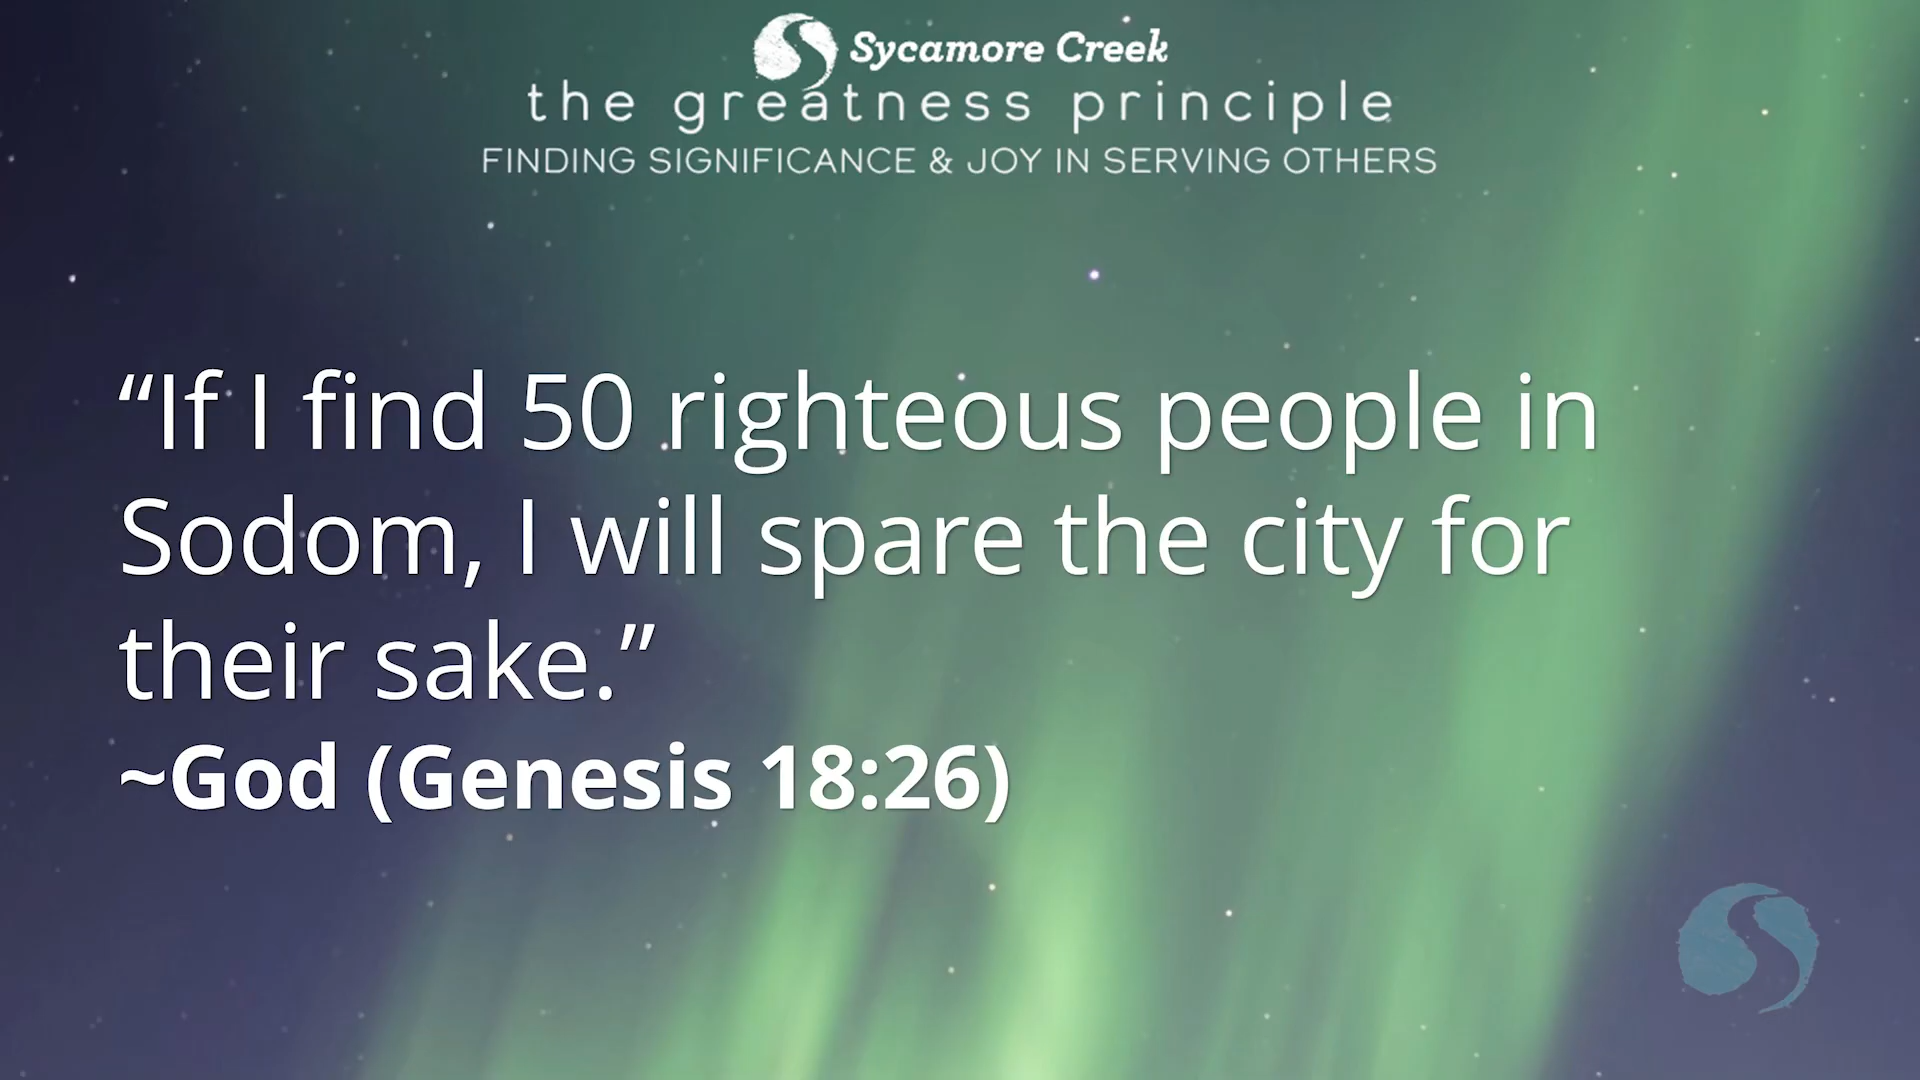 Sycamore Creek
the greatness principle
FINDING SIGNIFICANCE & JOY IN SERVING OTHERS
“If I find 50 righteous people in
Sodom, I will spare the city for
their sake.”
~God (Genesis 18:26)